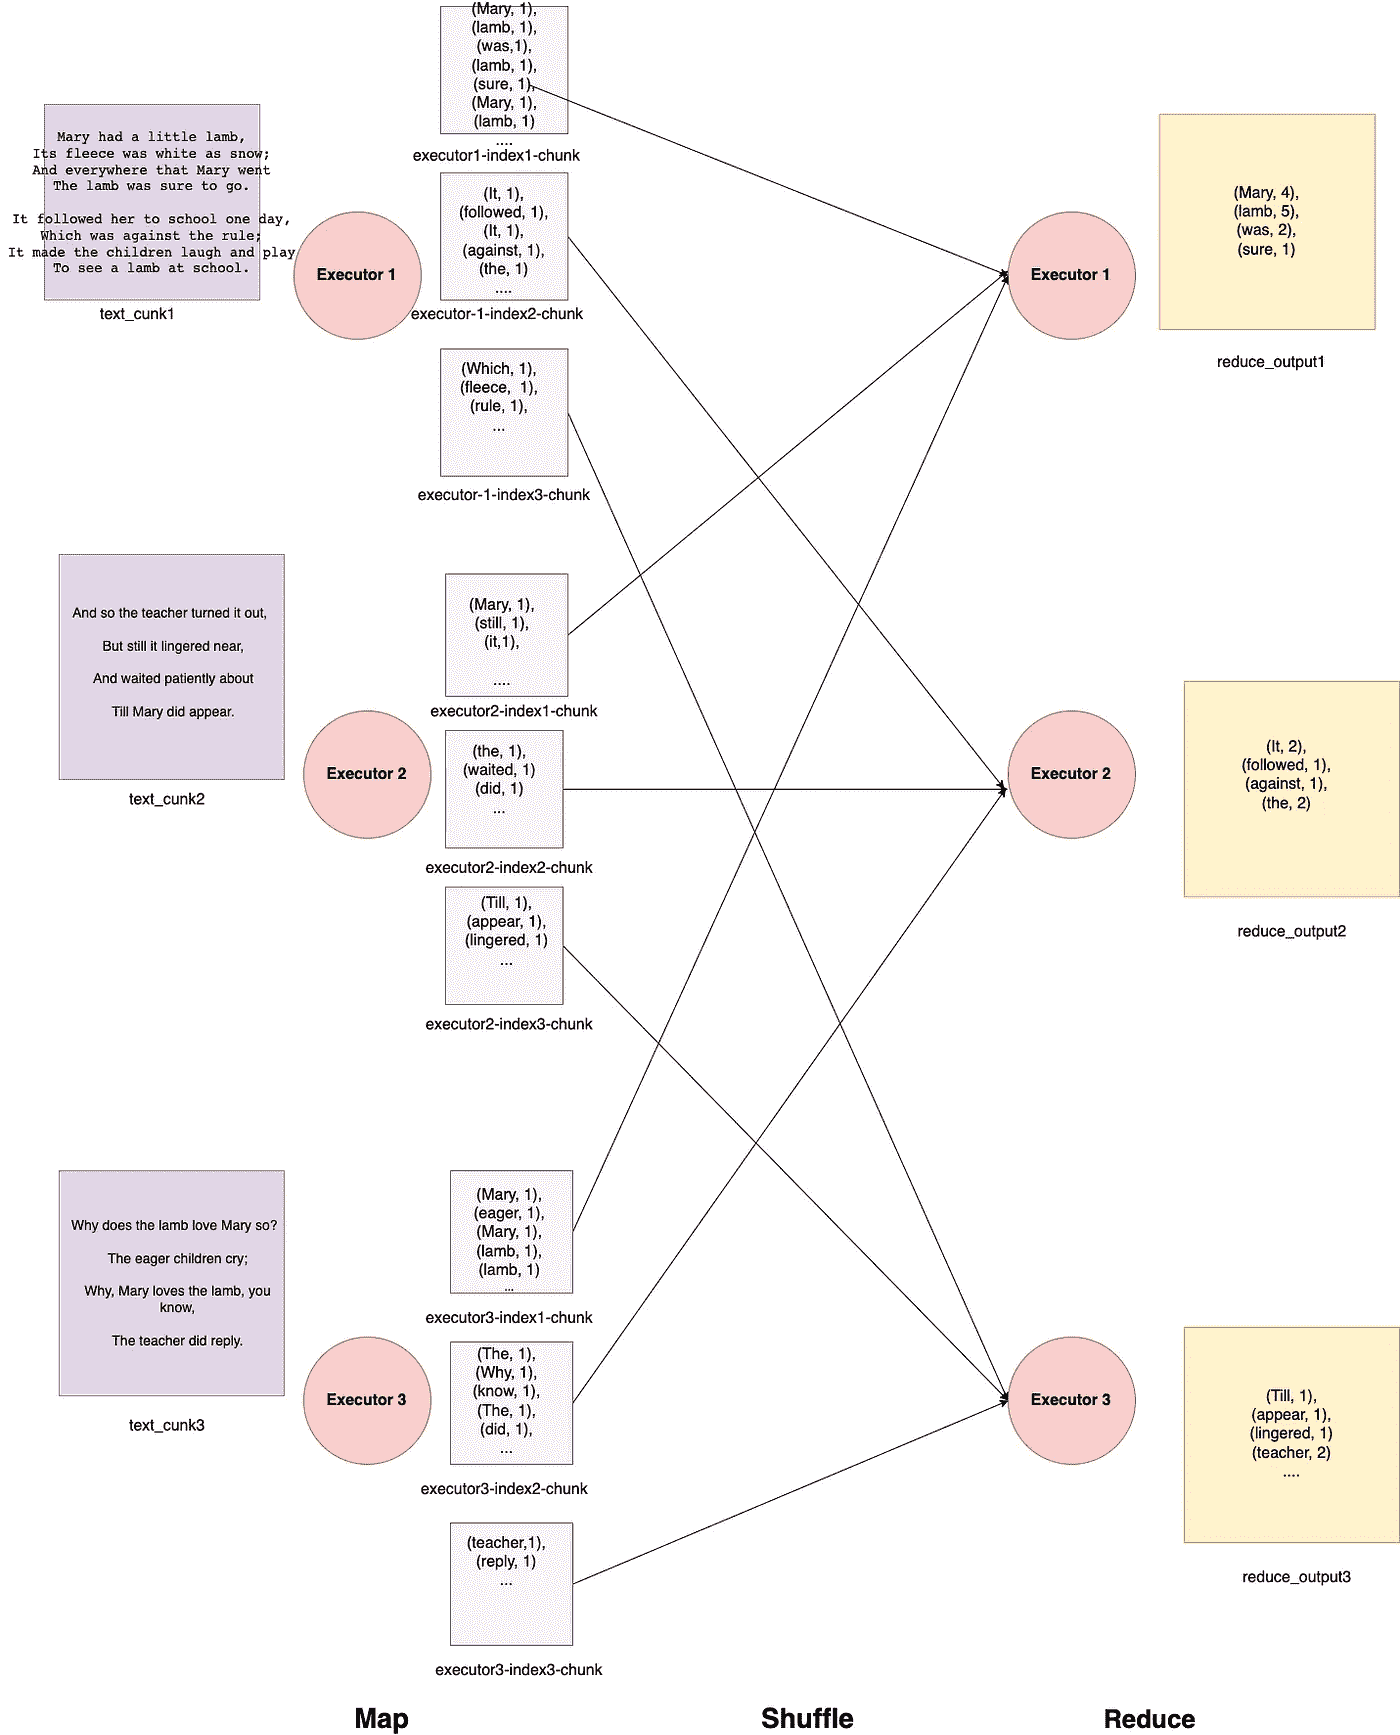 Mary had a little lamb,
Its fleece was white as snow;
And everywhere that Mary went
The lamb was sure to go.
It followed her to school one day,
Which was against the rule;
It made the children laugh and play
To see a lamb at school.
text_cunk1
Executor 1
(Mary, 1),
(lamb, 1),
(was,1),
(lamb, 1),
(sure, 1),
(Mary, 1),
(lamb, 1)
....
executor1-index1-chunk
(It, 1),
(followed, 1),
(It, 1),
(against, 1),
(the, 1)
....
executor-1-index2-chunk
(Which, 1),
(fleece, 1),
(rule, 1),
...
executor-1-index3-chunk
And so the teacher turned it out,
But still it lingered near,
And waited patiently about
Till Mary did appear.
text_cunk2
Executor 2
(Mary, 1),
(still, 1),
(it,1),
....
executor2-index1-chunk
(the, 1),
(waited, 1)
(did, 1)
...
executor2-index2-chunk
(Till, 1),
(appear, 1),
(lingered, 1)
...
executor2-index3-chunk
Why does the lamb love Mary so?
The eager children cry;
Why, Mary loves the lamb, you
know,
The teacher did reply.
text_cunk3
Executor 3
(Mary, 1),
(eager, 1),
(Mary, 1),
(lamb, 1),
(lamb, 1)
...
executor3-index1-chunk
(The, 1),
(Why, 1),
(know, 1),
(The, 1),
(did, 1),
...
executor3-index2-chunk
(teacher,1),
(reply, 1)
...
executor3-index3-chunk
Executor 1
(Mary, 4),
(lamb, 5),
(was, 2),
(sure, 1)
reduce_output1
Executor 2
(It, 2),
(followed, 1),
(against, 1),
(the, 2)
reduce_output2
Executor 3
(Till, 1),
(appear, 1),
(lingered, 1)
(teacher, 2)
....
reduce_output3
Map
Shuffle
Reduce